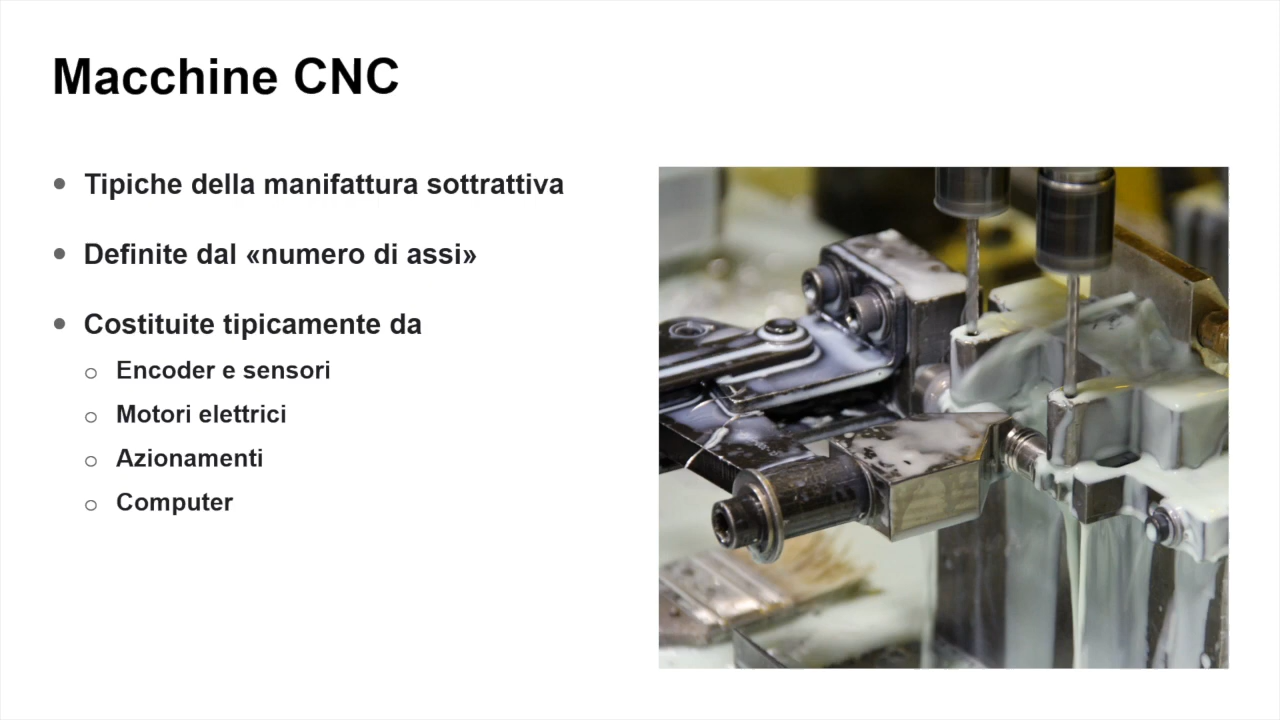 Macchine CNC
Tipiche della manifattura sottrattiva
Definite dal «numero di assi»
Costituite tipicamente da
Encoder e sensori
Motori elettrici
Azionamenti
Computer